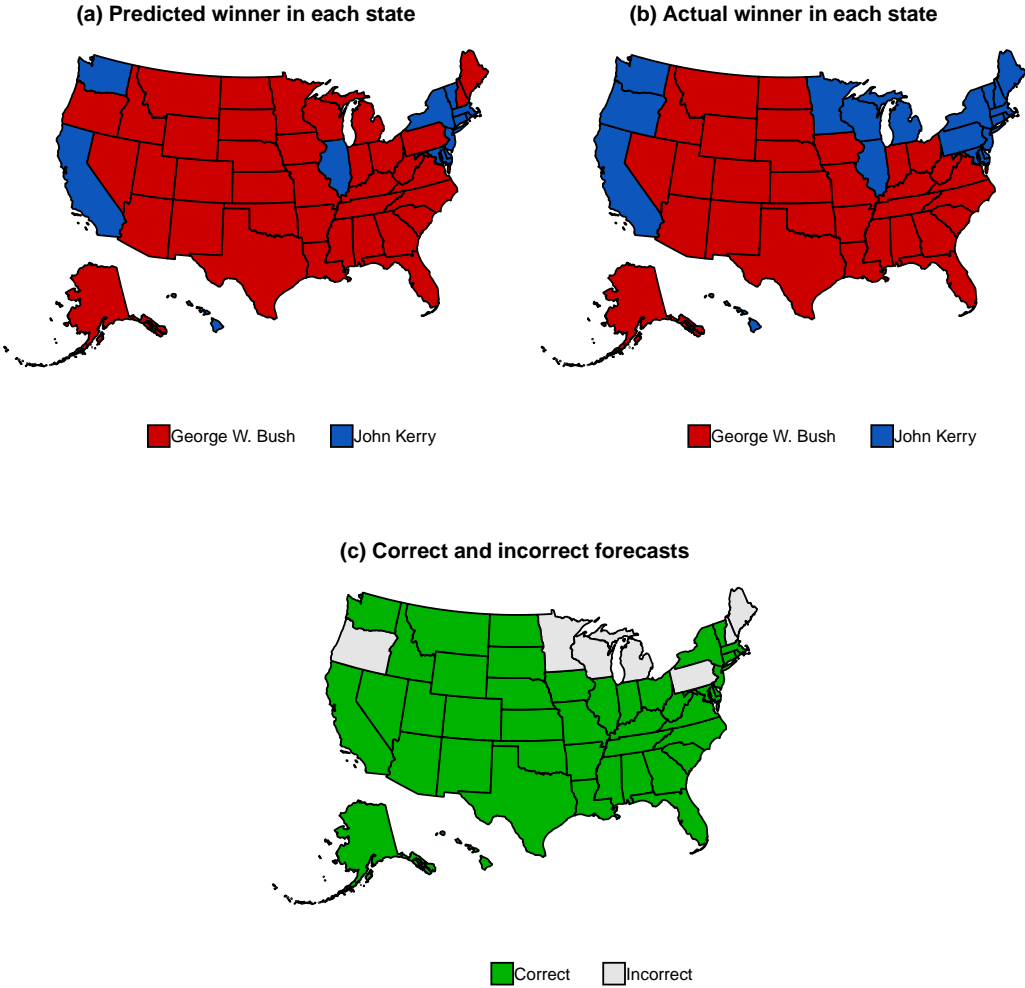 (a) Predicted winner in each state
(b) Actual winner in each state
George W. Bush
John Kerry
George W. Bush
John Kerry
(c) Correct and incorrect forecasts
Correct
Incorrect